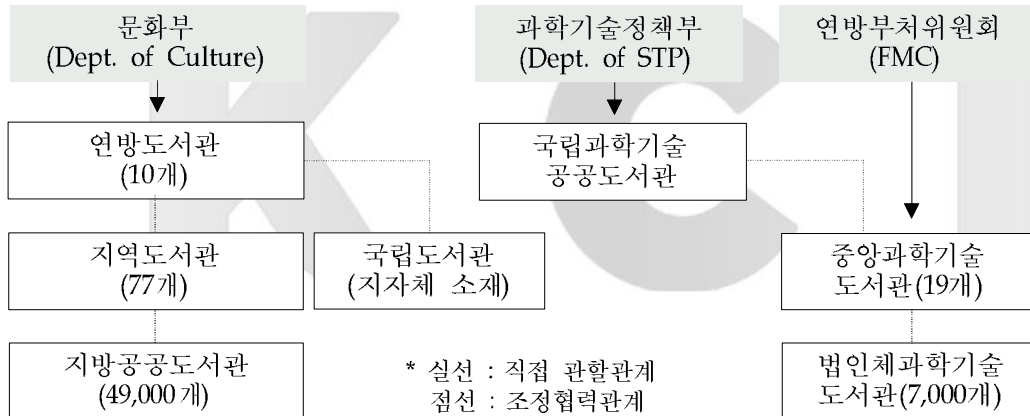 문화부
(Dept. of Culture)
과학기술정책부
(Dept. of STP)
연방부처위원회
(FMC)
연방도서관
(10개)
국립과학기술
공공도서관
지역도서관
(77개)
국립도서관
(지자체 소재)
중앙과학기술
도서관(19개)
지방공공도서관
(49,000개)
* 실선 : 직접 관할관계
점선 : 조정협력관계
법인체과학기술
도서관(7,000개)
K C I